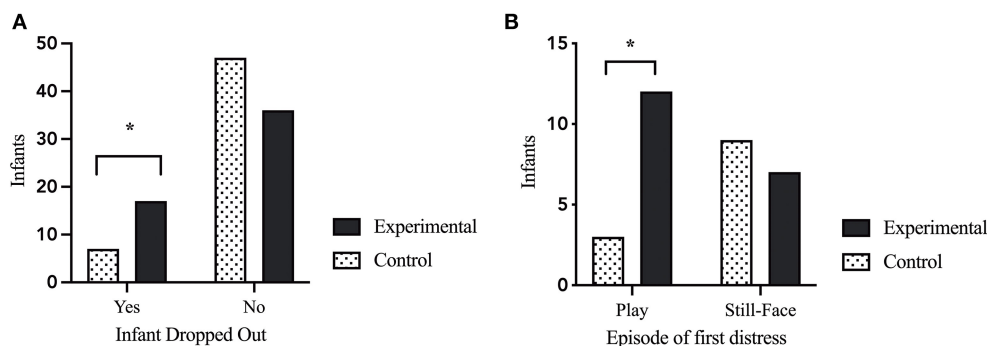 A
50
40
30
20
10
0
Infants
*
Yes
No
Infant Dropped Out
Experimental
Control
B
15
10
5
0
Infants
*
Play
Still-Face
Episode of first distress
Experimental
Control